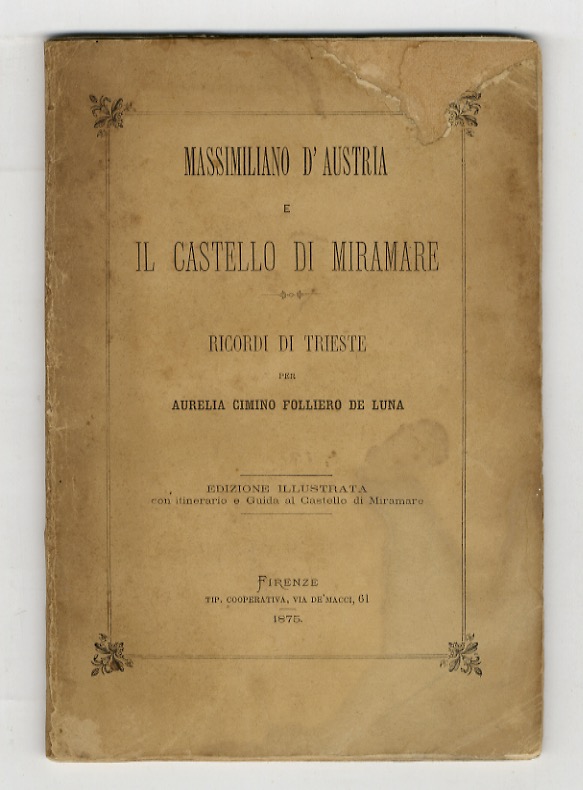 MASSIMILIANO D'AUSTRIA
E
IL CASTELLO DI MIRAMARE
RICORDI DI TRIESTE
PER
AURELIA CIMINO FOLLIERO DE LUNA
EDIZIONE ILLUSTRATA
con itinerario e Guida al Castello di Miramare
FIRENZE
TIP. COOPERATIVA, VIA DE'MACCI, 61
1875.